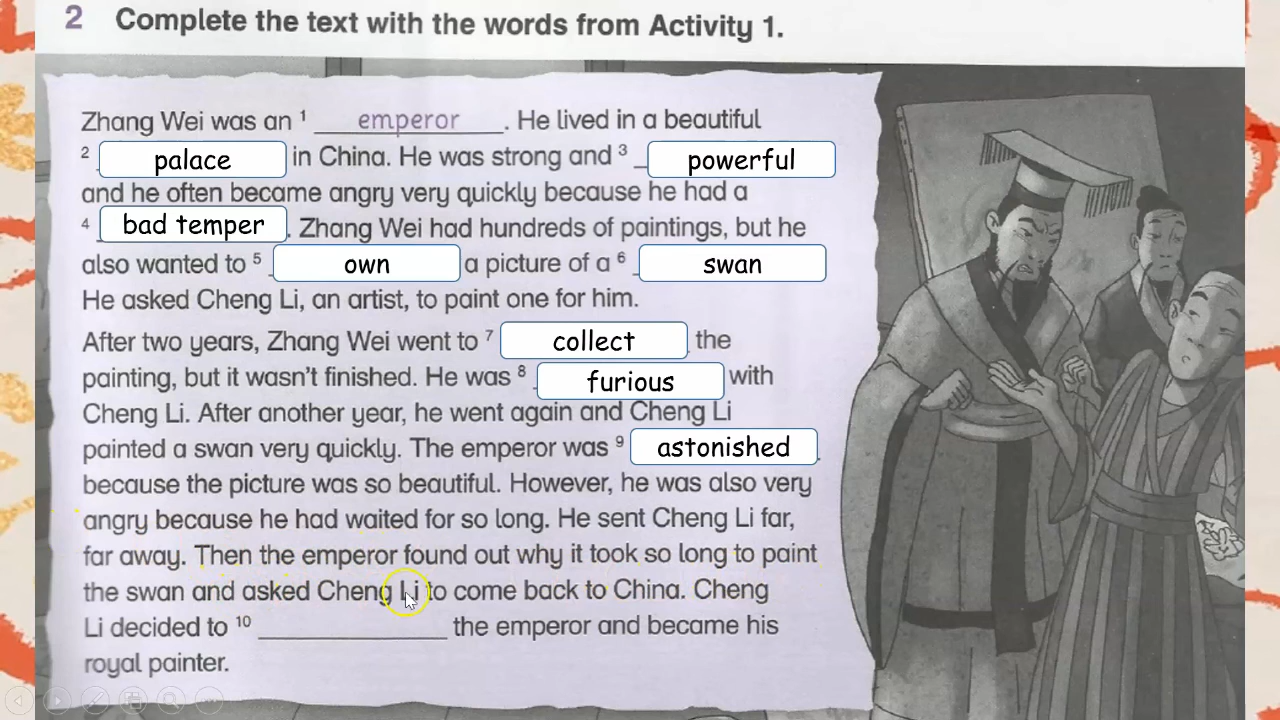 2 Complete the text with the words from Activity 1.
Zhang Wei was an 1 emperor. He lived in a beautiful
2 palace in China. He was strong and 3 powerful
and he often became angry very quickly because he had a
4 bad temper. Zhang Wei had hundreds of paintings, but he
also wanted to 5 own a picture of a 6 swan
He asked Cheng Li, an artist, to paint one for him.
After two years, Zhang Wei went to 7 collect the
painting, but it wasn't finished. He was 8 furious with
Cheng Li. After another year, he went again and Cheng Li
painted a swan very quickly. The emperor was 9 astonished.
because the picture was so beautiful. However, he was also very
angry because he had waited for so long. He sent Cheng Li far,
far away. Then the emperor found out why it took so long to paint
the swan and asked Cheng Li to come back to China. Cheng
Li decided to 10 ____________ the emperor and became his
royal painter.